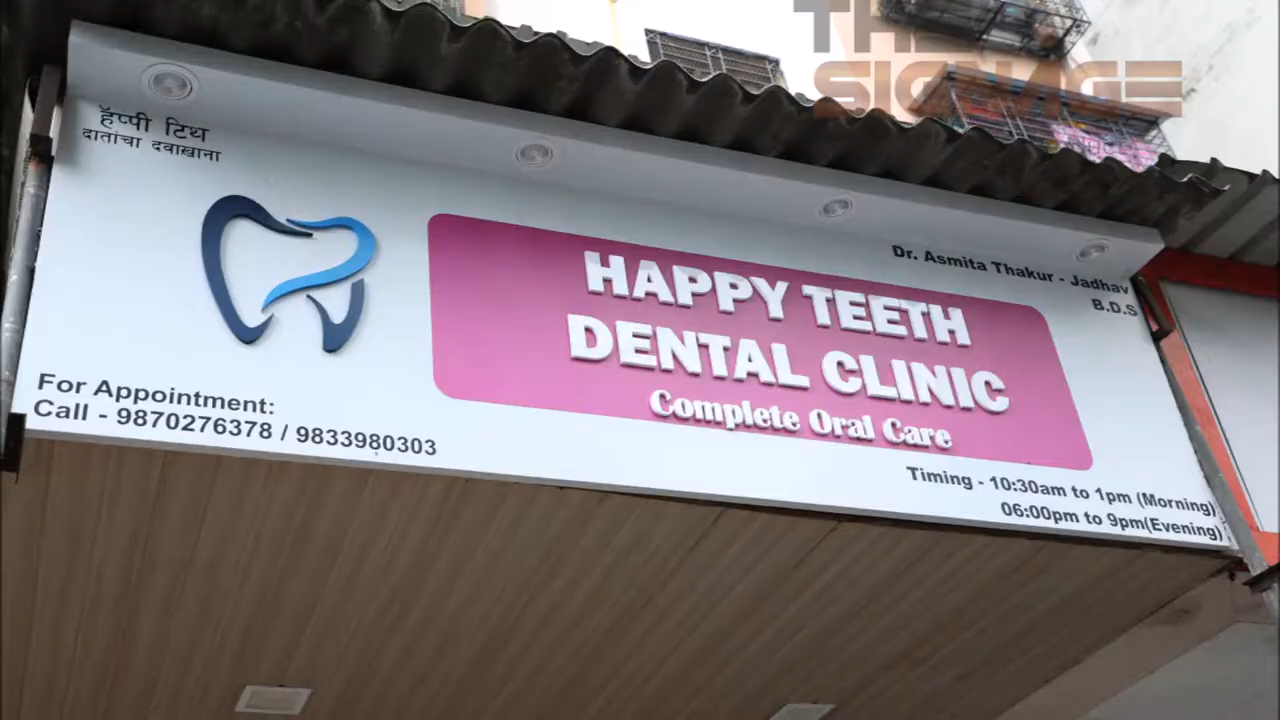 THE
SIGNAGE
हॅप्पी टिथ
दातांचा दवाखाना
Dr. Asmita Thakur - Jadhav
B.D.S
HAPPY TEETH
DENTAL CLINIC
Complete Oral Care
For Appointment:
Call - 9870276378 / 9833980303
Timing - 10:30am to 1pm (Morning)
06:00pm to 9pm(Evening)